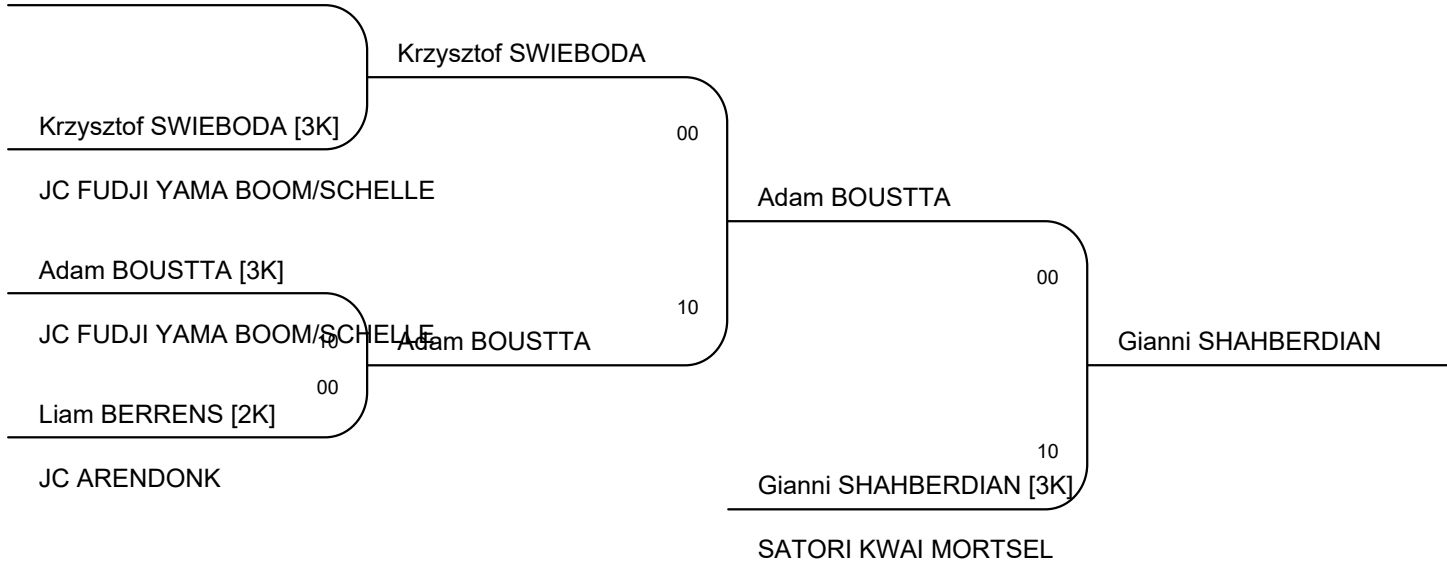 Krzysztof SWIEBODA
Krzysztof SWIEBODA [3K]
00
JC FUDJI YAMA BOOM/SCHELLE
Adam BOUSTTA
Adam BOUSTTA [3K]
00
10
JC FUDJI YAMA BOOM/SCHELLE
10
Adam BOUSTTA
Gianni SHAHBERDIAN
00
Liam BERRENS [2K]
10
JC ARENDONK
Gianni SHAHBERDIAN [3K]
SATORI KWAI MORTSEL